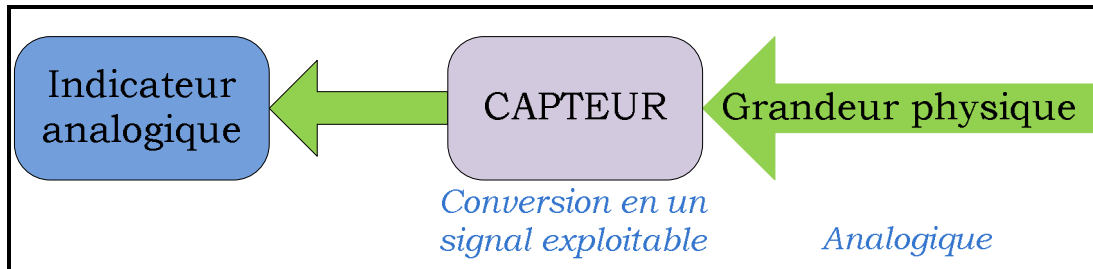 Indicateur
analogique
CAPTEUR
Grandeur physique
Conversion en un
signal exploitable
Analogique